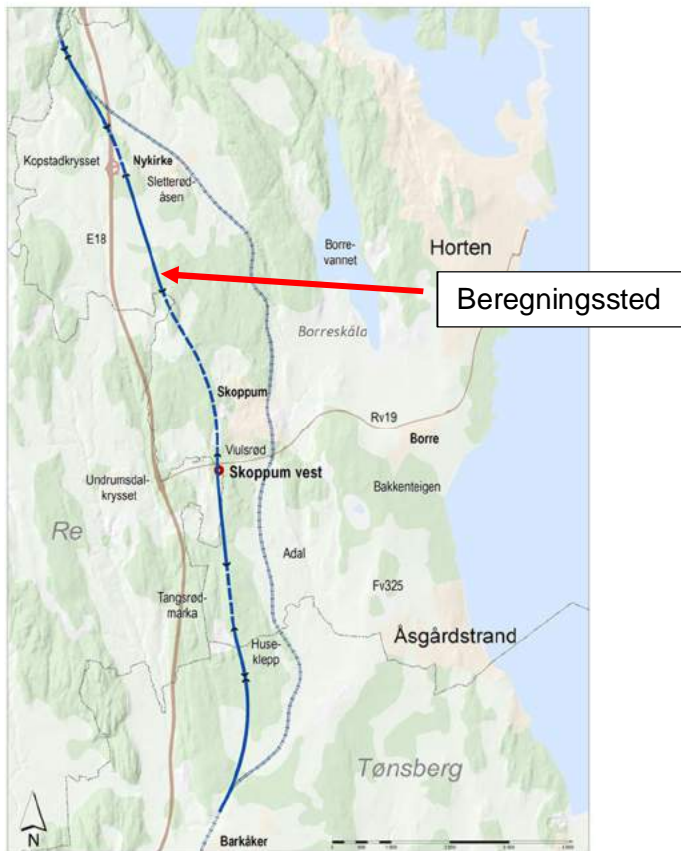 Kopstadkrysset
Nykirke
Sletterød-
åsen
E18
Borre-
vannet
Horten
Beregningssted
Borreskåla
Skoppum
Rv19
Borre
Viulsrød
Skoppum vest
Undrumsdal-
krysset
Bakkenteigen
Re
Adal
Fv325
Tangsrød-
marka
Åsgårdstrand
Huse-
klepp
Tønsberg
N
Barkåker